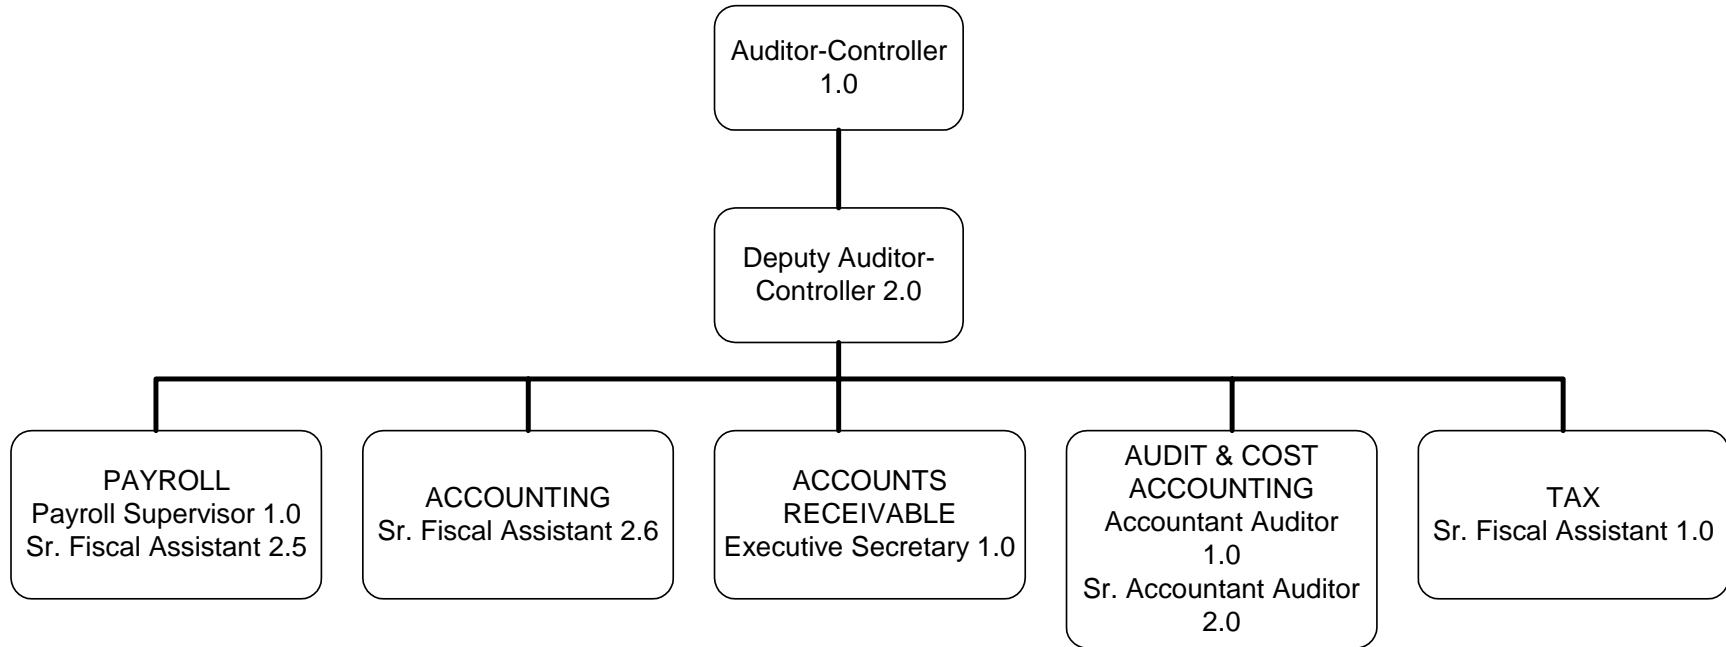 Auditor-Controller
1.0
Deputy Auditor-
Controller 2.0
PAYROLL
Payroll Supervisor 1.0
Sr. Fiscal Assistant 2.5
ACCOUNTING
Sr. Fiscal Assistant 2.6
ACCOUNTS
RECEIVABLE
Executive Secretary 1.0
AUDIT & COST
ACCOUNTING
Accountant Auditor
1.0
Sr. Accountant Auditor
2.0
TAX
Sr. Fiscal Assistant 1.0